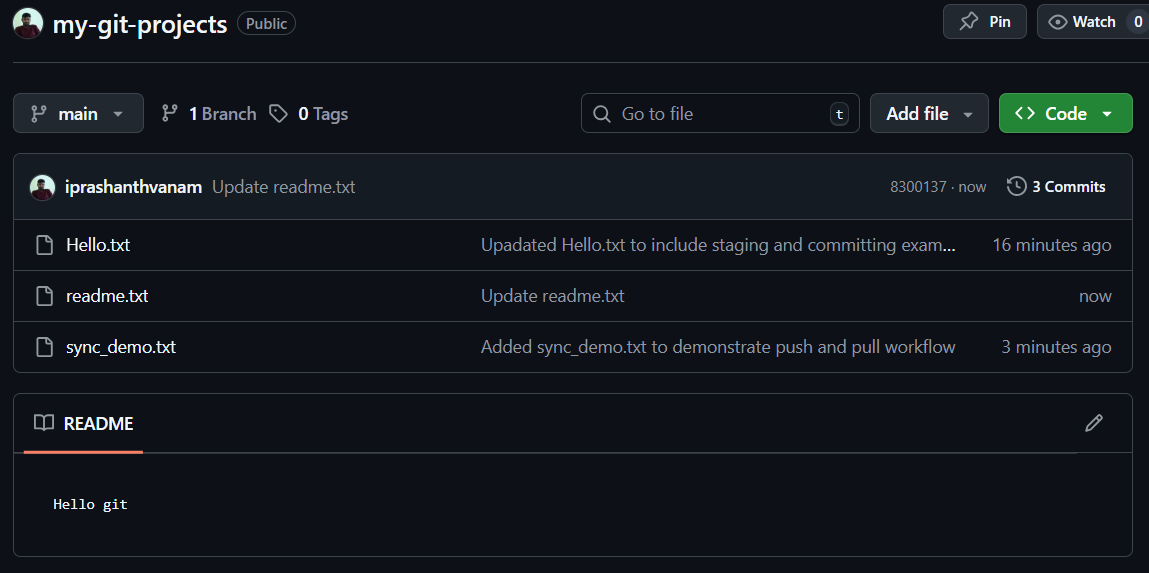 my-git-projects Public Pin Watch 0
main 1 Branch 0 Tags Go to file t Add file Code
iprashanthvanam Update readme.txt 8300137 · now 3 Commits
Hello.txt Upadated Hello.txt to include staging and committing exam... 16 minutes ago
readme.txt Update readme.txt now
sync_demo.txt Added sync_demo.txt to demonstrate push and pull workflow 3 minutes ago
README
Hello git